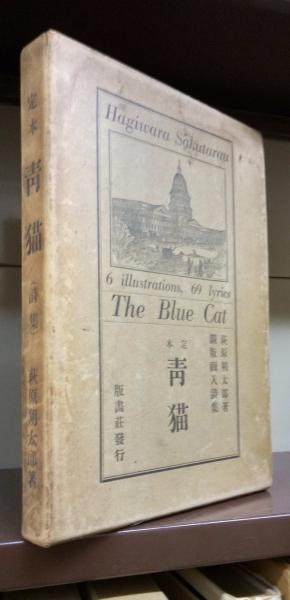 定本 青猫 (詩集) 萩原朔太郎著
Hagiwara Sakutarau
6 illustrations, 69 lyrics
The Blue Cat
萩原朔太郎著
銅版画入詩集
定本
青猫
版畫莊發行